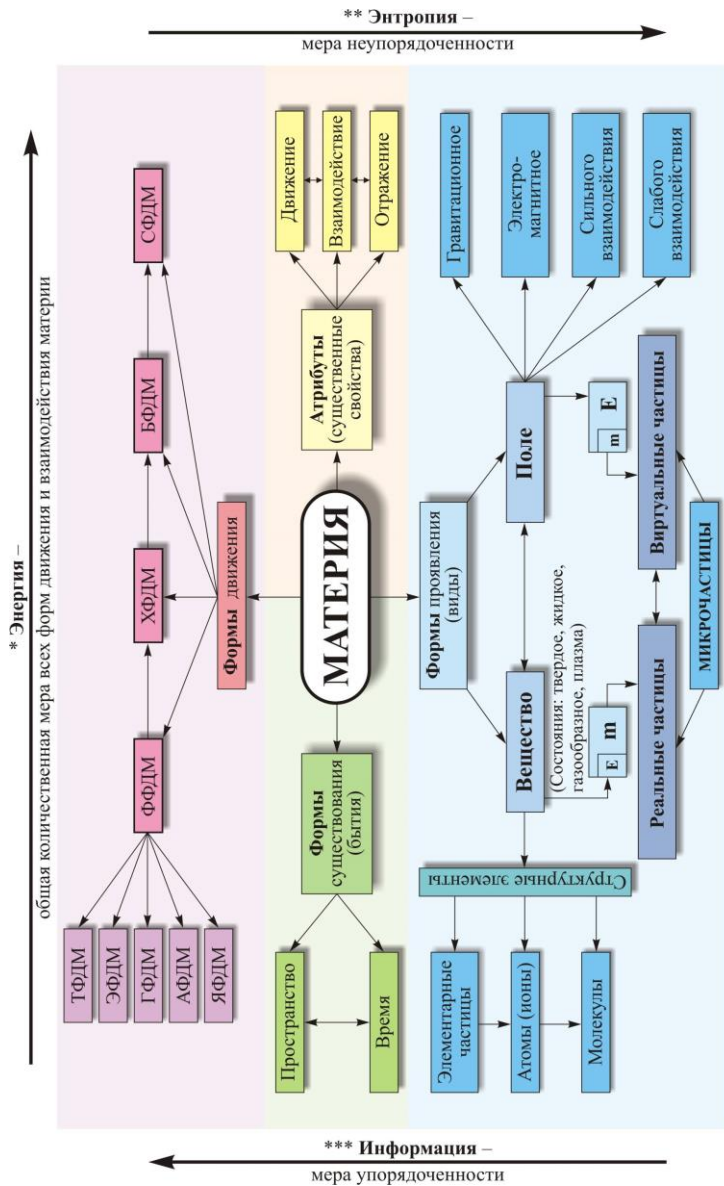 * Энергия –
общая количественная мера всех форм движения и взаимодействия материи
*** Информация –
мера упорядоченности
** Энтропия –
мера неупорядоченности
ТФДМ
ЭФДМ
ГФДМ
АФДМ
ЯФДМ
ФФДМ
ХФДМ
БФДМ
СФДМ
Формы движения
Пространство
Время
Формы
существования
(бытия)
МАТЕРИЯ
Атрибуты
(существенные
свойства)
Движение
Взаимодействие
Отражение
Формы проявления
(виды)
Элементарные
частицы
Атомы (ионы)
Молекулы
Структурные элементы
Вещество
(Состояния: твердое, жидкое,
газообразное, плазма)
E
m
Реальные частицы
Поле
m
E
Виртуальные частицы
МИКРОЧАСТИЦЫ
Гравитационное
Электро-
магнитное
Сильного
взаимодействия
Слабого
взаимодействия